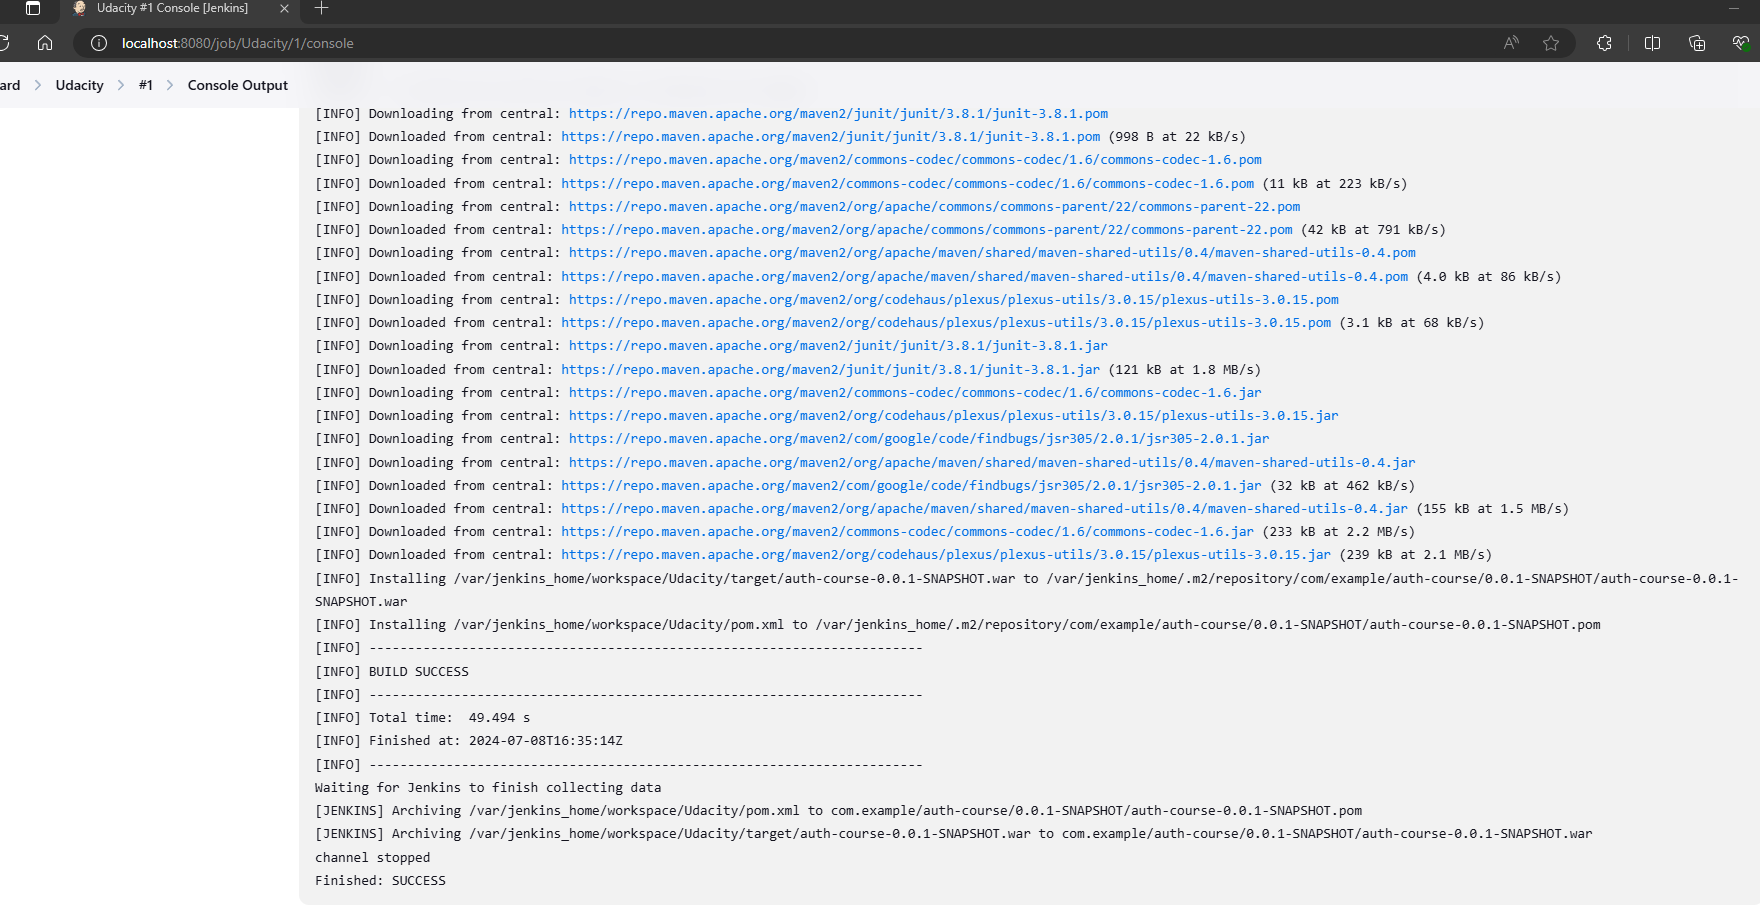 Udacity #1 Console [Jenkins]
localhost:8080/job/Udacity/1/console
ard > Udacity > #1 > Console Output
[INFO] Downloading from central: https://repo.maven.apache.org/maven2/junit/junit/3.8.1/junit-3.8.1.pom
[INFO] Downloaded from central: https://repo.maven.apache.org/maven2/junit/junit/3.8.1/junit-3.8.1.pom (998 B at 22 kB/s)
[INFO] Downloading from central: https://repo.maven.apache.org/maven2/commons-codec/commons-codec/1.6/commons-codec-1.6.pom
[INFO] Downloaded from central: https://repo.maven.apache.org/maven2/commons-codec/commons-codec/1.6/commons-codec-1.6.pom (11 kB at 223 kB/s)
[INFO] Downloading from central: https://repo.maven.apache.org/maven2/org/apache/commons/commons-parent/22/commons-parent-22.pom
[INFO] Downloaded from central: https://repo.maven.apache.org/maven2/org/apache/commons/commons-parent/22/commons-parent-22.pom (42 kB at 791 kB/s)
[INFO] Downloading from central: https://repo.maven.apache.org/maven2/org/apache/maven/shared/maven-shared-utils/0.4/maven-shared-utils-0.4.pom
[INFO] Downloaded from central: https://repo.maven.apache.org/maven2/org/apache/maven/shared/maven-shared-utils/0.4/maven-shared-utils-0.4.pom (4.0 kB at 86 kB/s)
[INFO] Downloading from central: https://repo.maven.apache.org/maven2/org/codehaus/plexus/plexus-utils/3.0.15/plexus-utils-3.0.15.pom
[INFO] Downloaded from central: https://repo.maven.apache.org/maven2/org/codehaus/plexus/plexus-utils/3.0.15/plexus-utils-3.0.15.pom (3.1 kB at 68 kB/s)
[INFO] Downloading from central: https://repo.maven.apache.org/maven2/junit/junit/3.8.1/junit-3.8.1.jar
[INFO] Downloaded from central: https://repo.maven.apache.org/maven2/junit/junit/3.8.1/junit-3.8.1.jar (121 kB at 1.8 MB/s)
[INFO] Downloading from central: https://repo.maven.apache.org/maven2/commons-codec/commons-codec/1.6/commons-codec-1.6.jar
[INFO] Downloading from central: https://repo.maven.apache.org/maven2/org/codehaus/plexus/plexus-utils/3.0.15/plexus-utils-3.0.15.jar
[INFO] Downloading from central: https://repo.maven.apache.org/maven2/com/google/code/findbugs/jsr305/2.0.1/jsr305-2.0.1.jar
[INFO] Downloading from central: https://repo.maven.apache.org/maven2/org/apache/maven/shared/maven-shared-utils/0.4/maven-shared-utils-0.4.jar
[INFO] Downloaded from central: https://repo.maven.apache.org/maven2/com/google/code/findbugs/jsr305/2.0.1/jsr305-2.0.1.jar (32 kB at 462 kB/s)
[INFO] Downloaded from central: https://repo.maven.apache.org/maven2/org/apache/maven/shared/maven-shared-utils/0.4/maven-shared-utils-0.4.jar (155 kB at 1.5 MB/s)
[INFO] Downloaded from central: https://repo.maven.apache.org/maven2/commons-codec/commons-codec/1.6/commons-codec-1.6.jar (233 kB at 2.2 MB/s)
[INFO] Downloaded from central: https://repo.maven.apache.org/maven2/org/codehaus/plexus/plexus-utils/3.0.15/plexus-utils-3.0.15.jar (239 kB at 2.1 MB/s)
[INFO] Installing /var/jenkins_home/workspace/Udacity/target/auth-course-0.0.1-SNAPSHOT.war to /var/jenkins_home/.m2/repository/com/example/auth-course/0.0.1-SNAPSHOT/auth-course-0.0.1-
SNAPSHOT.war
[INFO] Installing /var/jenkins_home/workspace/Udacity/pom.xml to /var/jenkins_home/.m2/repository/com/example/auth-course/0.0.1-SNAPSHOT/auth-course-0.0.1-SNAPSHOT.pom
[INFO] ------------------------------------------------------------------------
[INFO] BUILD SUCCESS
[INFO] ------------------------------------------------------------------------
[INFO] Total time:  49.494 s
[INFO] Finished at: 2024-07-08T16:35:14Z
[INFO] ------------------------------------------------------------------------
Waiting for Jenkins to finish collecting data
[JENKINS] Archiving /var/jenkins_home/workspace/Udacity/pom.xml to com.example/auth-course/0.0.1-SNAPSHOT/auth-course-0.0.1-SNAPSHOT.pom
[JENKINS] Archiving /var/jenkins_home/workspace/Udacity/target/auth-course-0.0.1-SNAPSHOT.war to com.example/auth-course/0.0.1-SNAPSHOT/auth-course-0.0.1-SNAPSHOT.war
channel stopped
Finished: SUCCESS